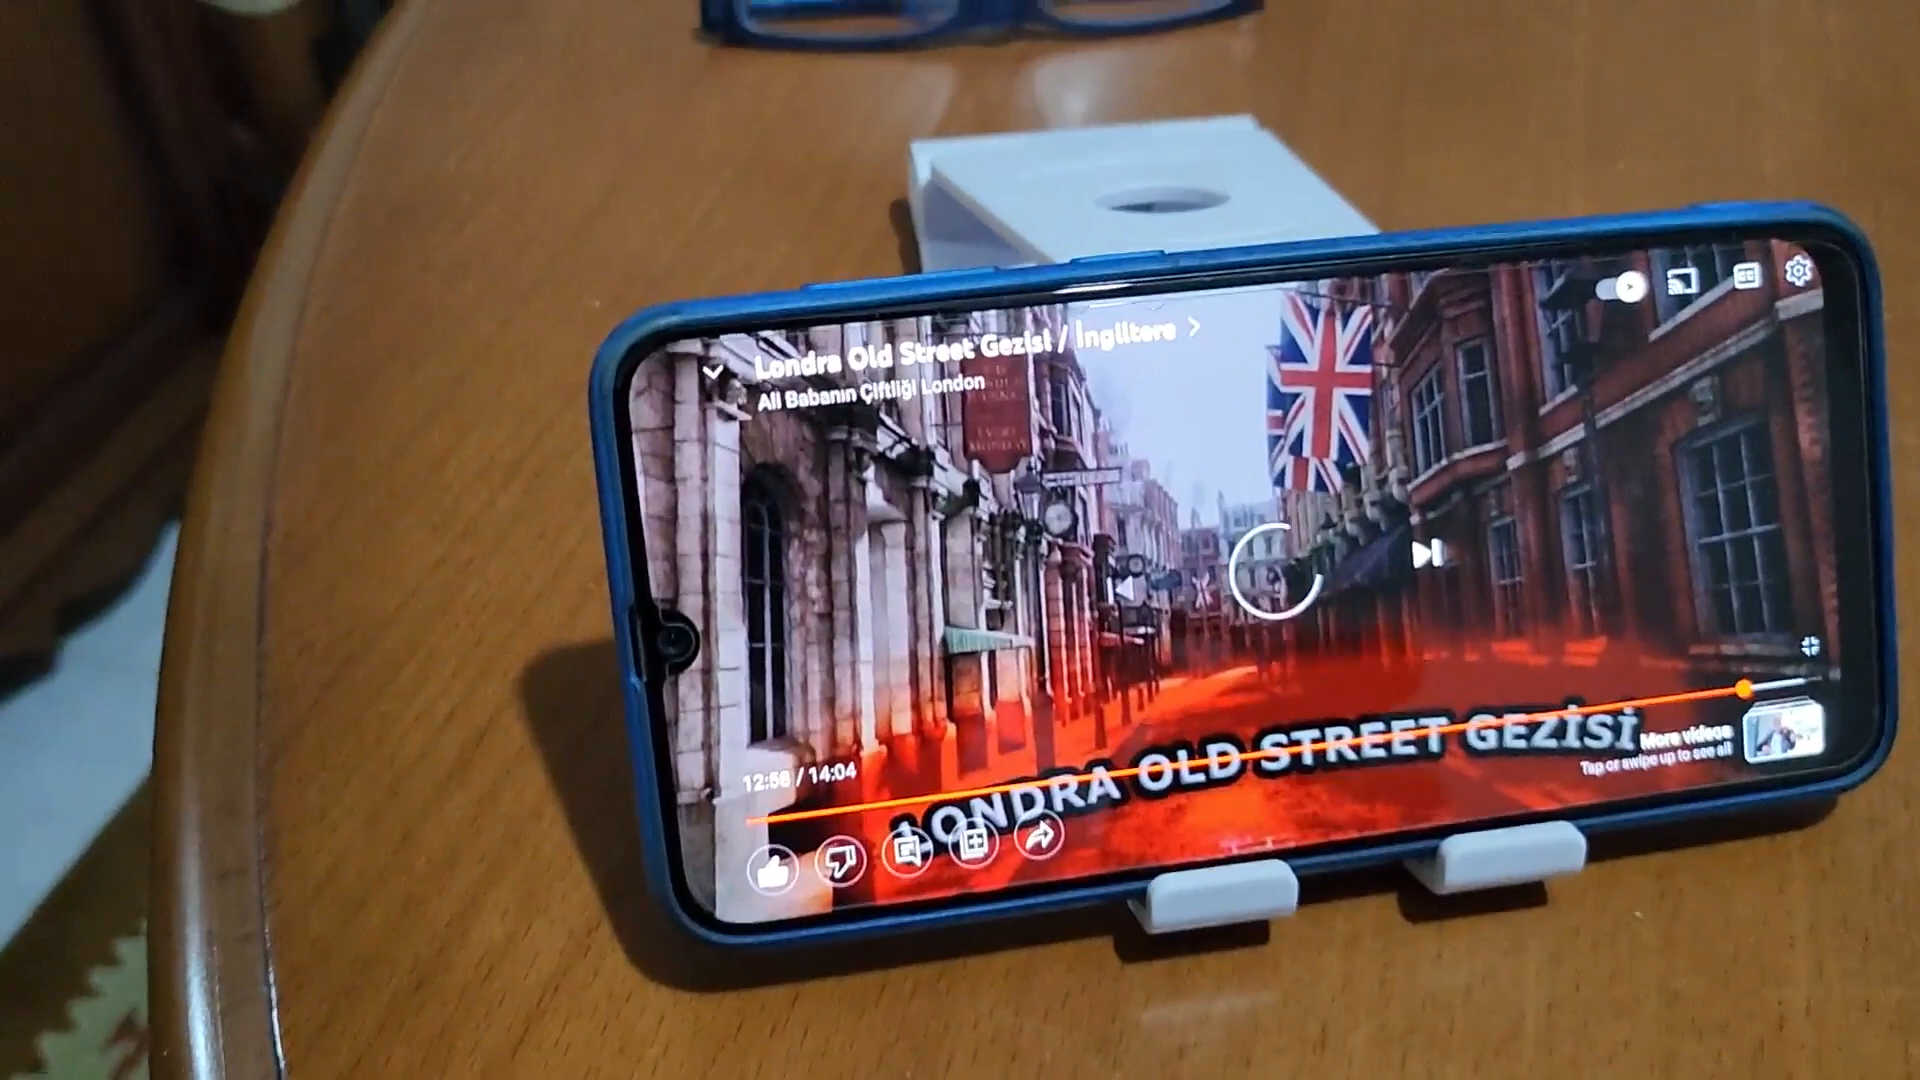 Londra Old Street Gezisi / İngiltere
Ali Babanın Çiftliği London
LONDRA OLD STREET GEZİSİ
More videos
Tap or swipe up to see all
12:58 / 14:04